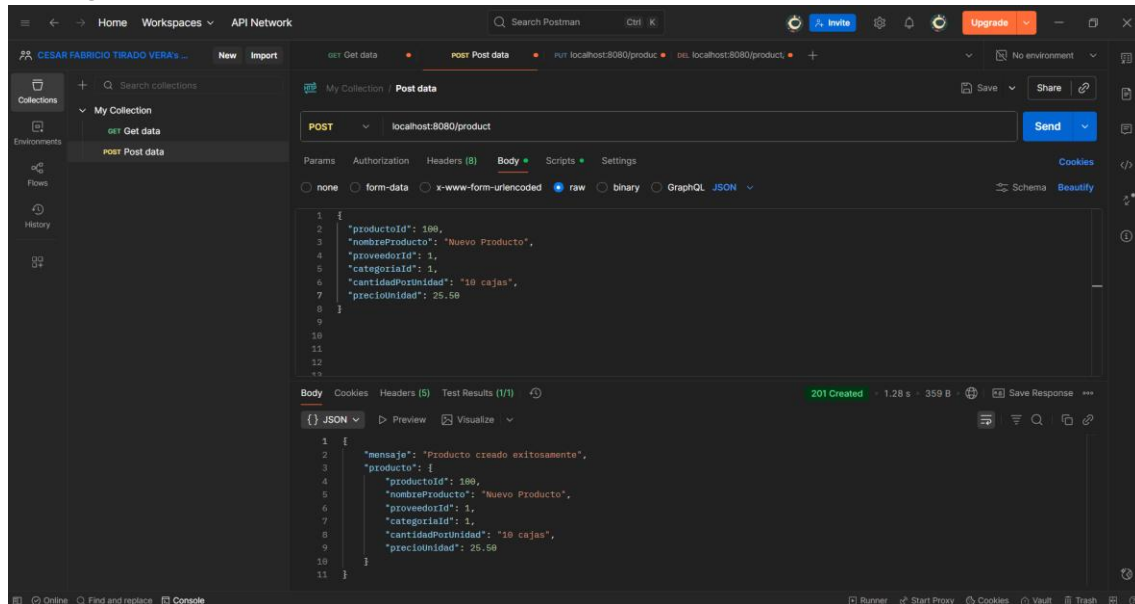 Home Workspaces API Network Search Postman Ctrl K Invite Upgrade
CESAR FABRICIO TIRADO VERA's ... New Import GET Get data POST Post data PUT localhost:8080/produc DEL localhost:8080/product, No environment
Collections
Search collections
My Collection / Post data Save Share
My Collection
GET Get data
POST Post data
Environments
Flows
History
POST localhost:8080/product Send
Params Authorization Headers (8) Body Scripts Settings Cookies
none form-data x-www-form-urlencoded raw binary GraphQL JSON Schema Beautify
1 {
2 "productoId": 100,
3 "nombreProducto": "Nuevo Producto",
4 "proveedorId": 1,
5 "categoriaId": 1,
6 "cantidadPorUnidad": "10 cajas",
7 "precioUnidad": 25.50
8 }
9
10
11
12
13
Body Cookies Headers (5) Test Results (1/1) 201 Created 1.28 s 359 B Save Response
{} JSON Preview Visualize
1 {
2 "mensaje": "Producto creado exitosamente",
3 "producto": {
4 "productoId": 100,
5 "nombreProducto": "Nuevo Producto",
6 "proveedorId": 1,
7 "categoriaId": 1,
8 "cantidadPorUnidad": "10 cajas",
9 "precioUnidad": 25.50
10 }
11 }
Online Find and replace Console Runner Start Proxy Cookies Vault Trash